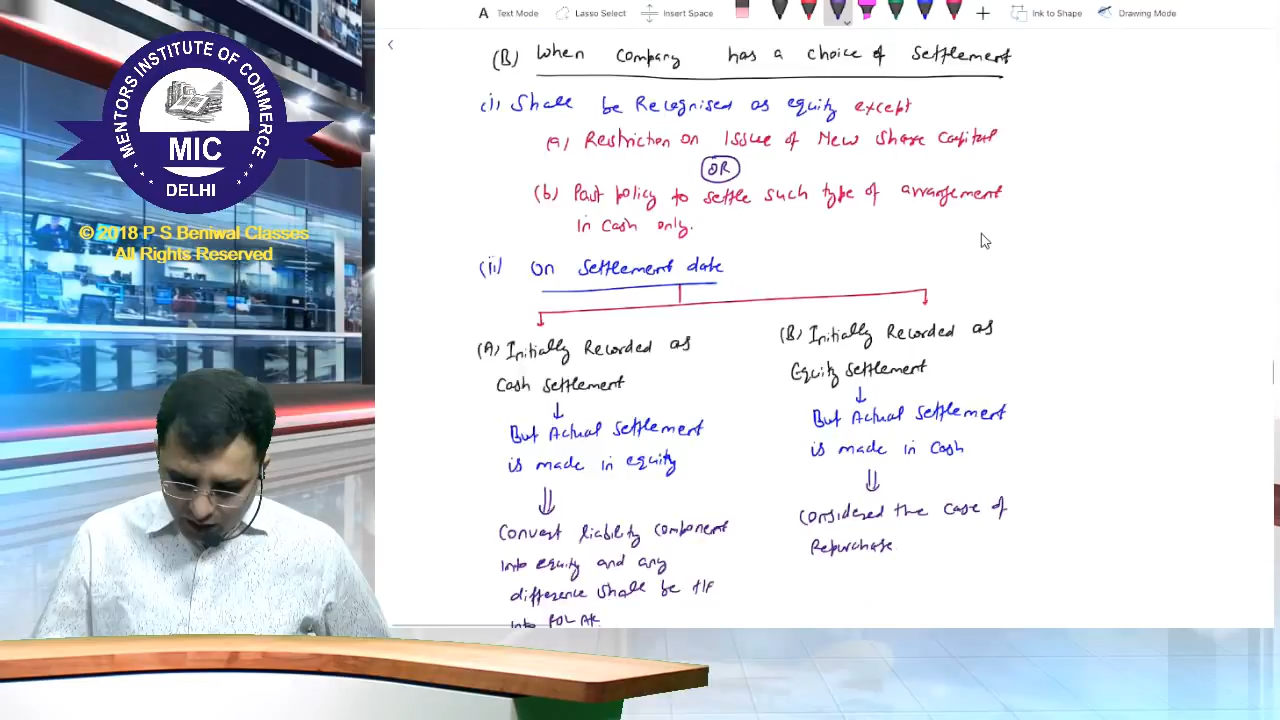 Text Mode
Lasso Select
Insert Space
Ink to Shape
Drawing Mode
MENTORS INSTITUTE OF COMMERCE
MIC
DELHI
© 2018 P S Beniwal Classes
All Rights Reserved
(B) When Company has a choice of Settlement
(i) Shall be Recognised as equity except
(a) Restriction on Issue of New Share Capital
OR
(b) Past policy to settle such type of arrangement
in Cash only.
(ii) On Settlement date
(A) Initially Recorded as
Cash Settlement
But Actual Settlement
is made in equity
Convert liability component
into equity and any
difference shall be t/f
into P&L A/c
(B) Initially Recorded as
Equity Settlement
But Actual Settlement
is made in Cash
Considered the case of
Repurchase